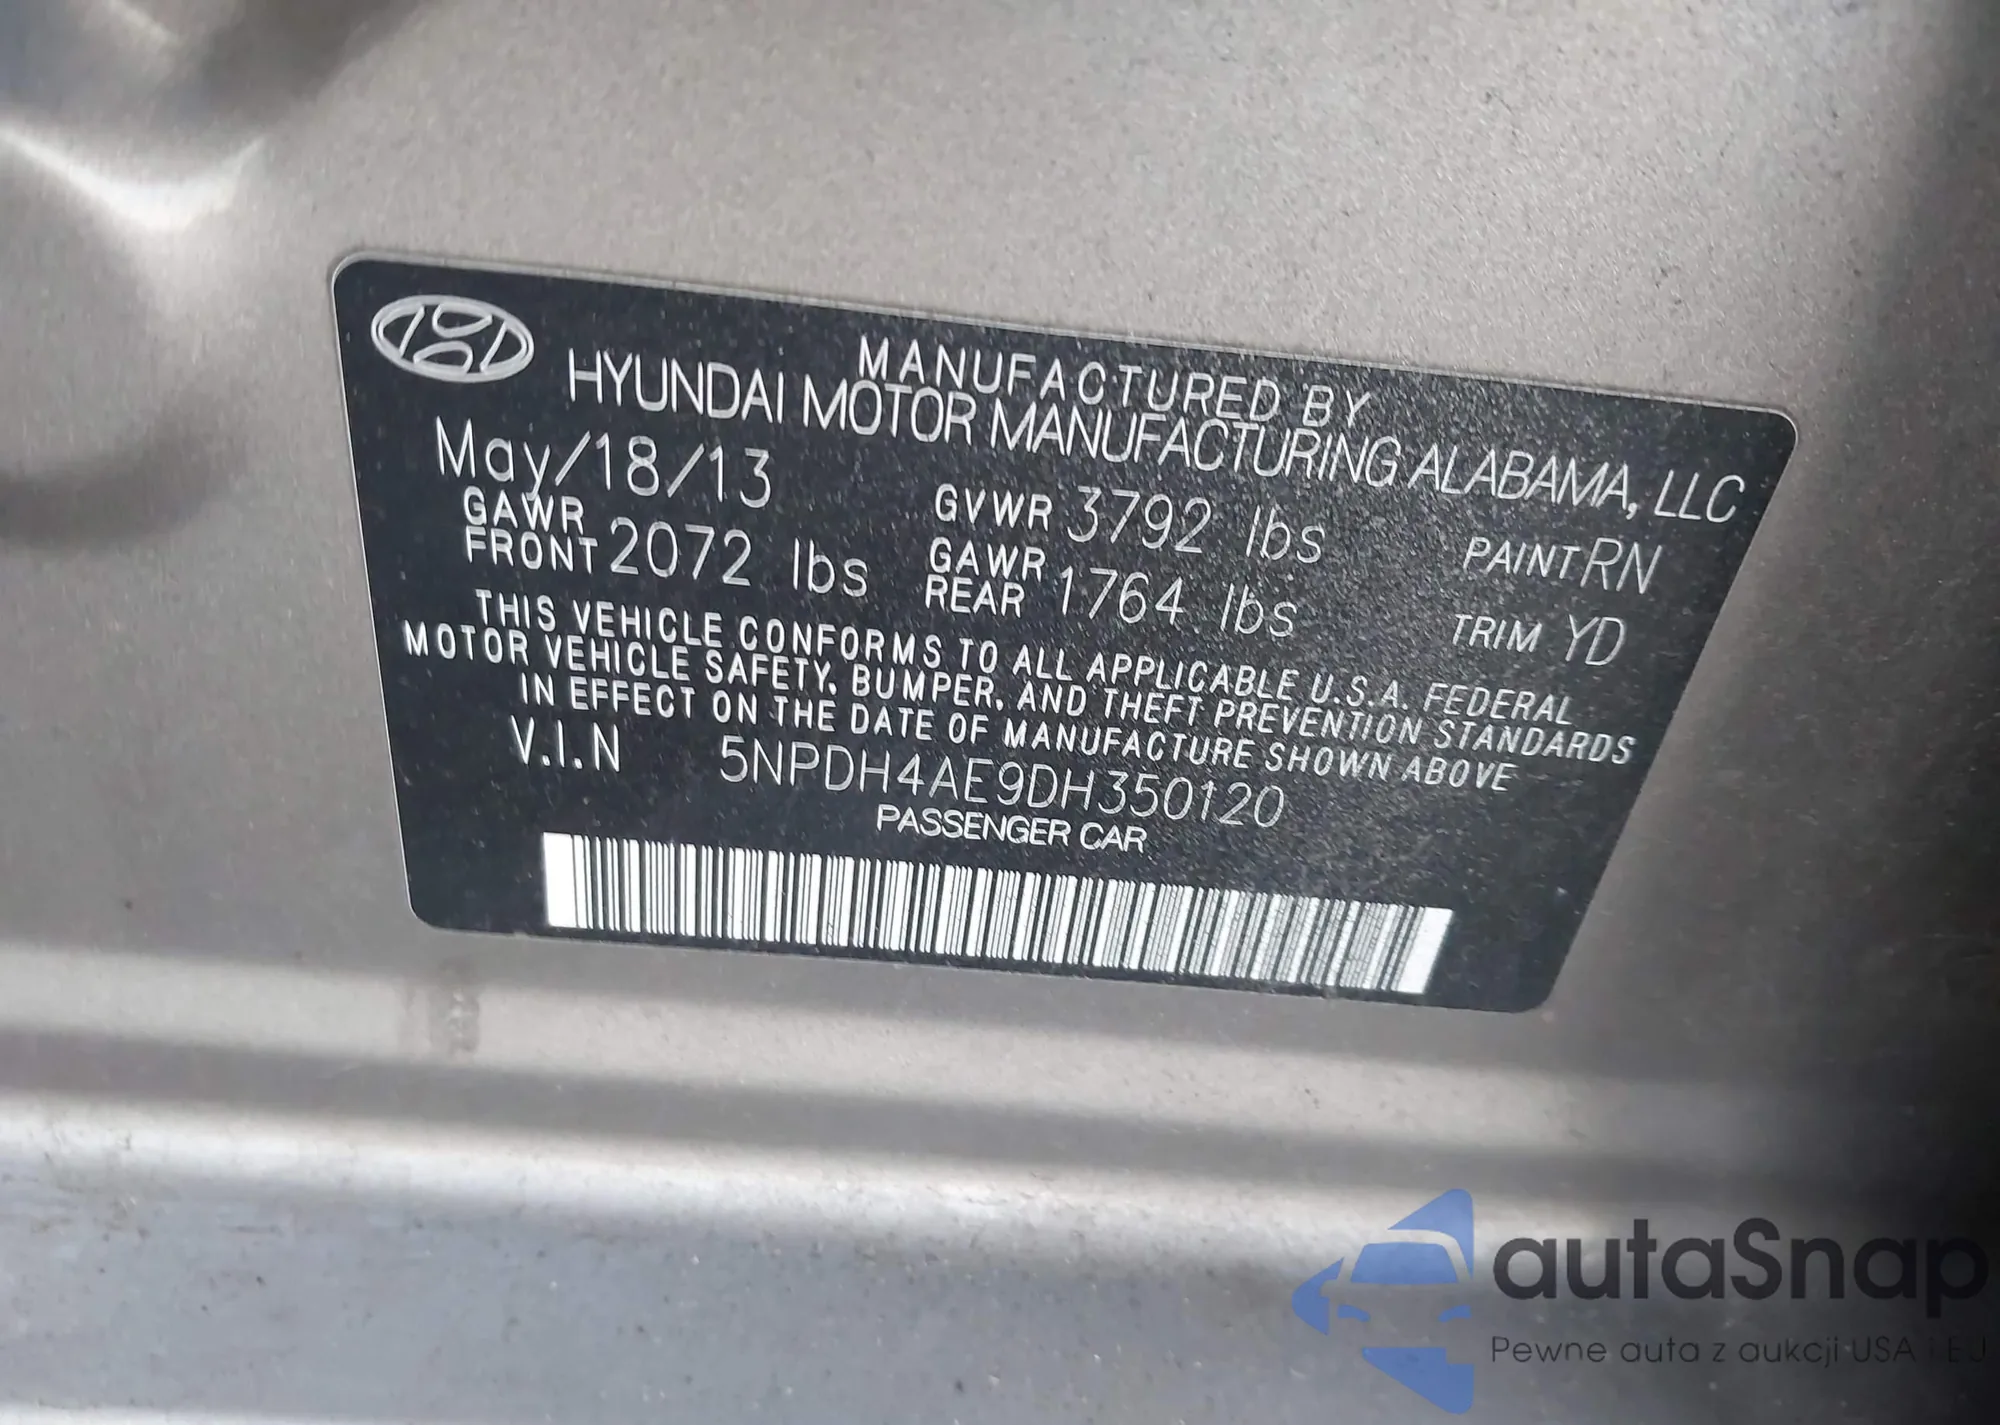 MANUFACTURED BY
HYUNDAI MOTOR MANUFACTURING ALABAMA, LLC
May/18/13 GVWR 3792 lbs PAINT RN
GAWR FRONT 2072 lbs GAWR REAR 1764 lbs TRIM YD
THIS VEHICLE CONFORMS TO ALL APPLICABLE U.S.A. FEDERAL
MOTOR VEHICLE SAFETY, BUMPER, AND THEFT PREVENTION STANDARDS
IN EFFECT ON THE DATE OF MANUFACTURE SHOWN ABOVE
V.I.N 5NPDH4AE9DH350120
PASSENGER CAR
autaSnap
Pewne auta z aukcji USA i EU